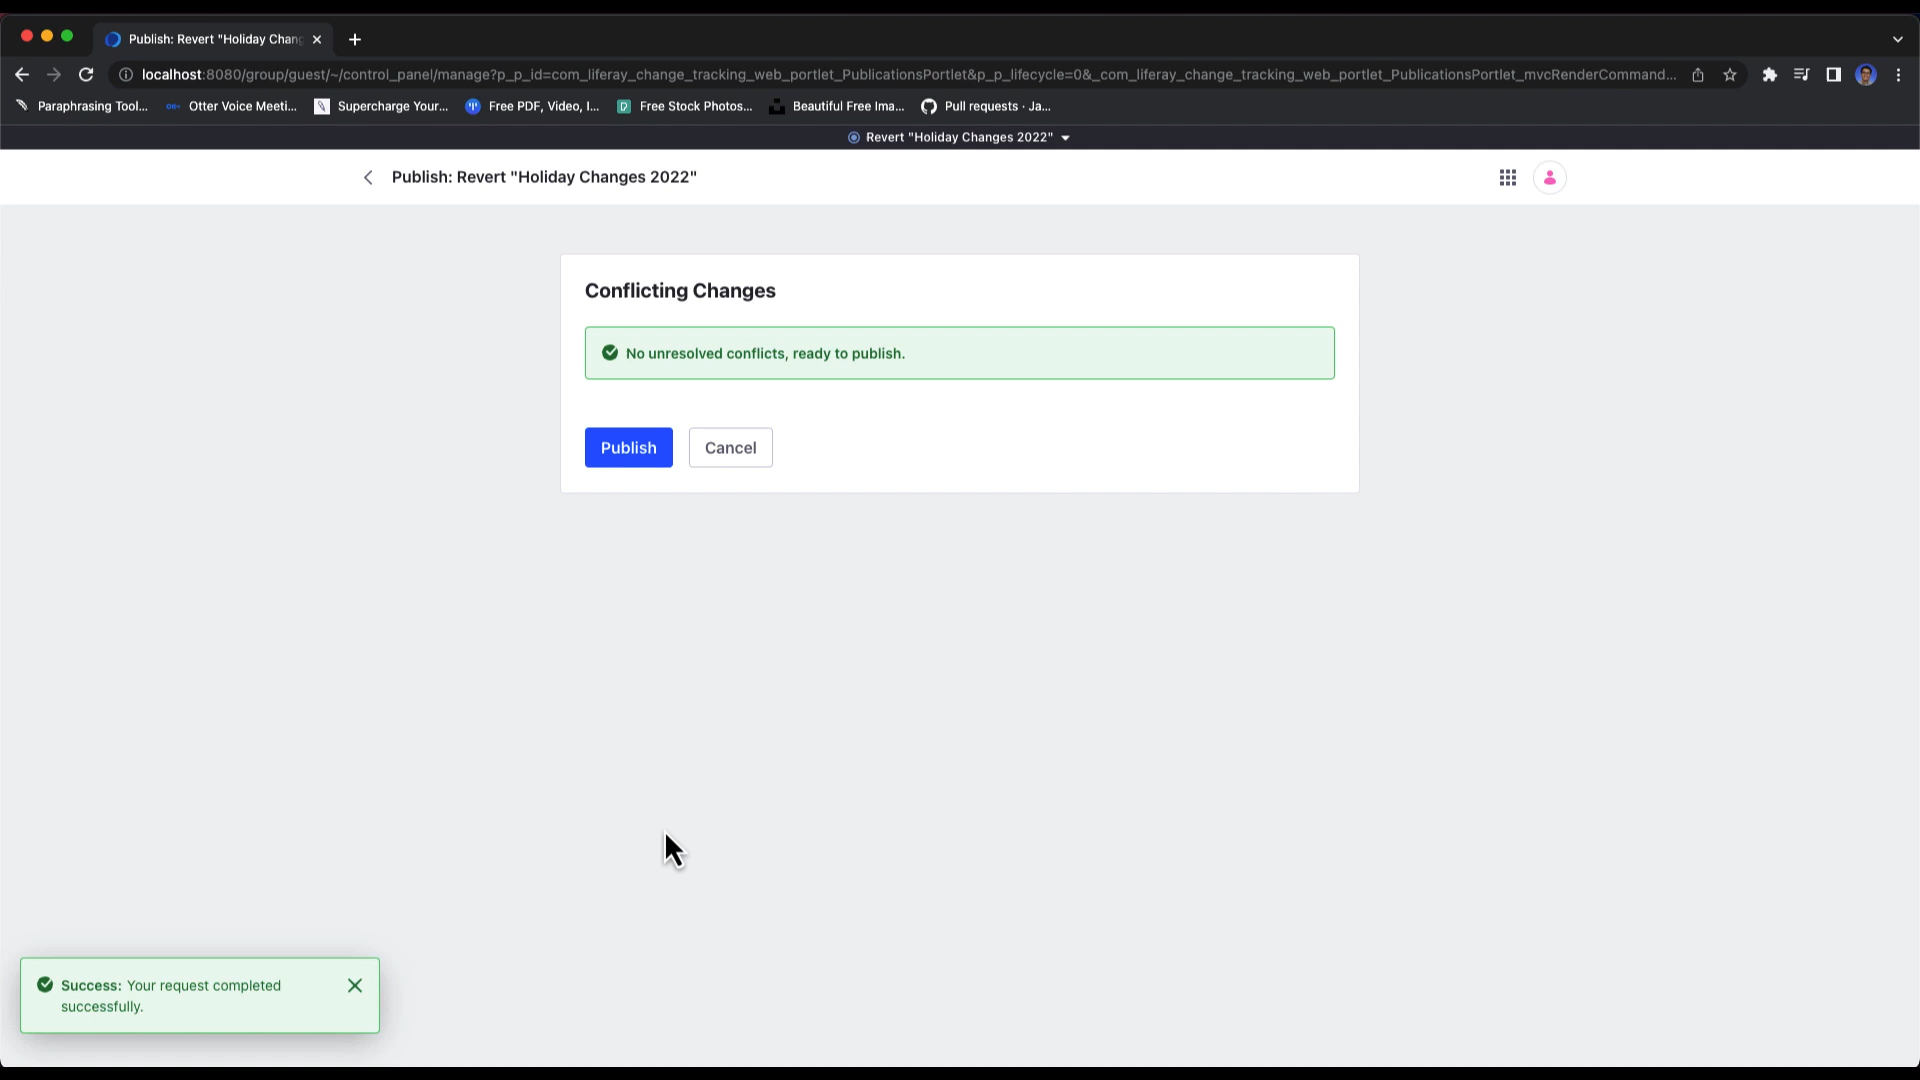 Publish: Revert "Holiday Chang
localhost:8080/group/guest/~/control_panel/manage?p_p_id=com_liferay_change_tracking_web_portlet_PublicationsPortlet&p_p_lifecycle=0&_com_liferay_change_tracking_web_portlet_PublicationsPortlet_mvcRenderCommand...
Paraphrasing Tool... Otter Voice Meeti... Supercharge Your... Free PDF, Video, I... Free Stock Photos... Beautiful Free Ima... Pull requests · Ja...
Revert "Holiday Changes 2022"
Publish: Revert "Holiday Changes 2022"
Conflicting Changes
No unresolved conflicts, ready to publish.
Publish Cancel
Success: Your request completed
successfully.